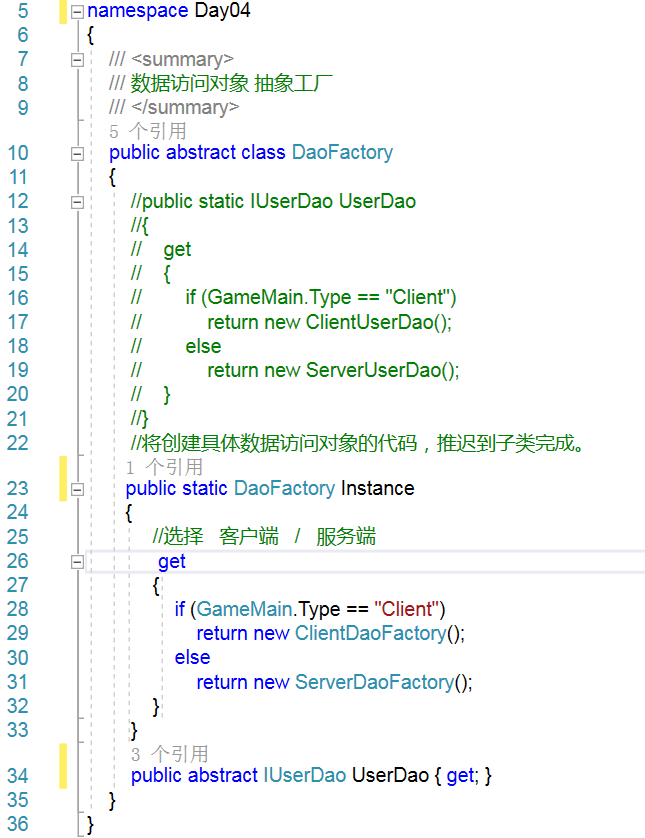 5 namespace Day04
6 {
7 /// <summary>
8 /// 数据访问对象 抽象工厂
9 /// </summary>
5 个引用
10 public abstract class DaoFactory
11 {
12 //public static IUserDao UserDao
13 //{
14 // get
15 // {
16 // if (GameMain.Type == "Client")
17 // return new ClientUserDao();
18 // else
19 // return new ServerUserDao();
20 // }
21 //}
22 //将创建具体数据访问对象的代码，推迟到子类完成。
1 个引用
23 public static DaoFactory Instance
24 {
25 //选择 客户端 / 服务端
26 get
27 {
28 if (GameMain.Type == "Client")
29 return new ClientDaoFactory();
30 else
31 return new ServerDaoFactory();
32 }
33 }
3 个引用
34 public abstract IUserDao UserDao { get; }
35 }
36 }